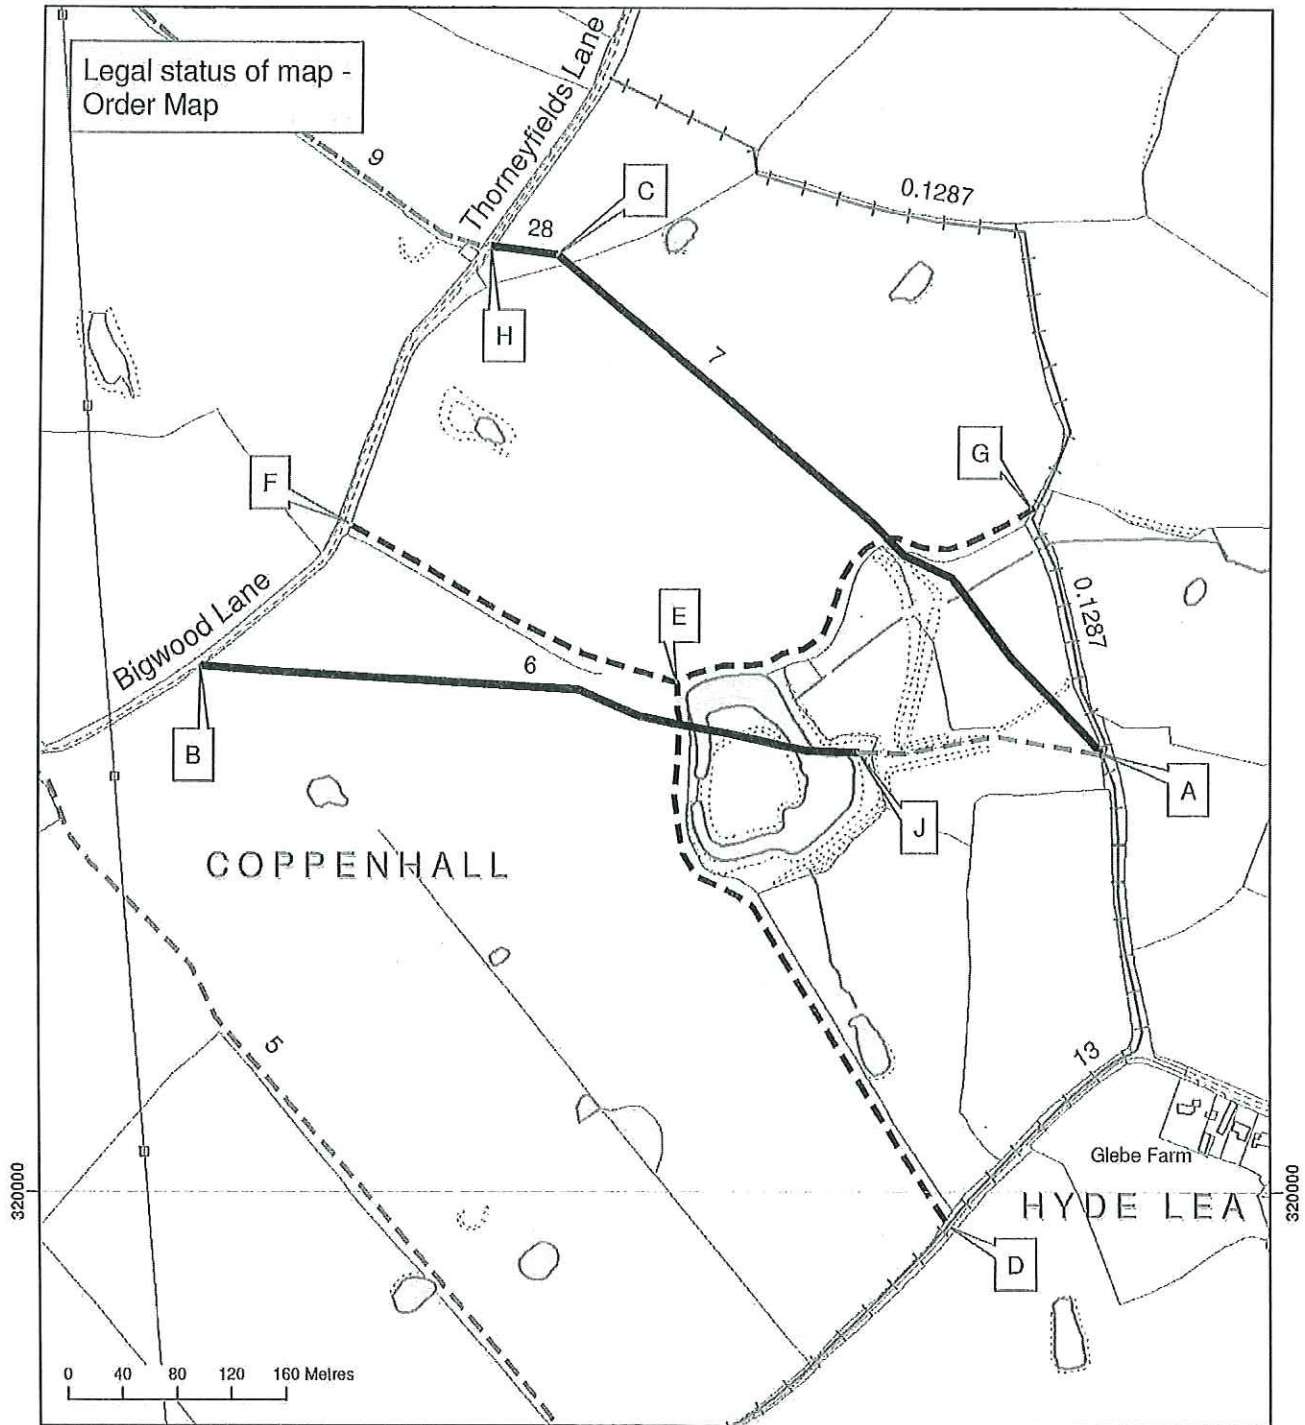 Legal status of map -
Order Map
Thorneyfields Lane
9
C
28
0.1287
H
7
G
F
E
0.1287
Bigwood Lane
6
B
A
J
COPPENHALL
5
13
Glebe Farm
HYDE LEA
320000
320000
D
0 40 80 120 160 Metres